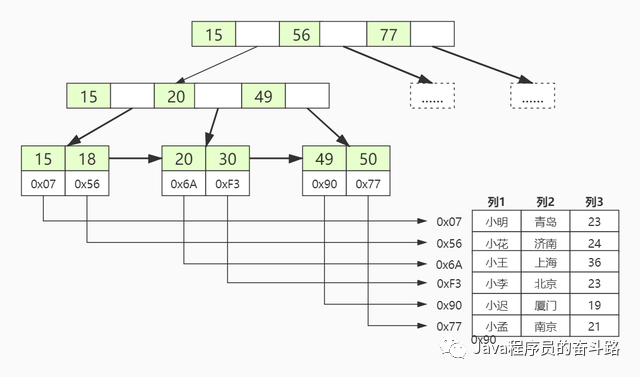 15 56 77
15 20 49
...... ......
15 18 20 30 49 50
0x07 0x56 0x6A 0xF3 0x90 0x77
列1 列2 列3
0x07 小明 青岛 23
0x56 小花 济南 24
0x6A 小王 上海 36
0xF3 小李 北京 23
0x90 小迟 厦门 19
0x77 小孟 南京 21
0x90
Java程序员的奋斗路